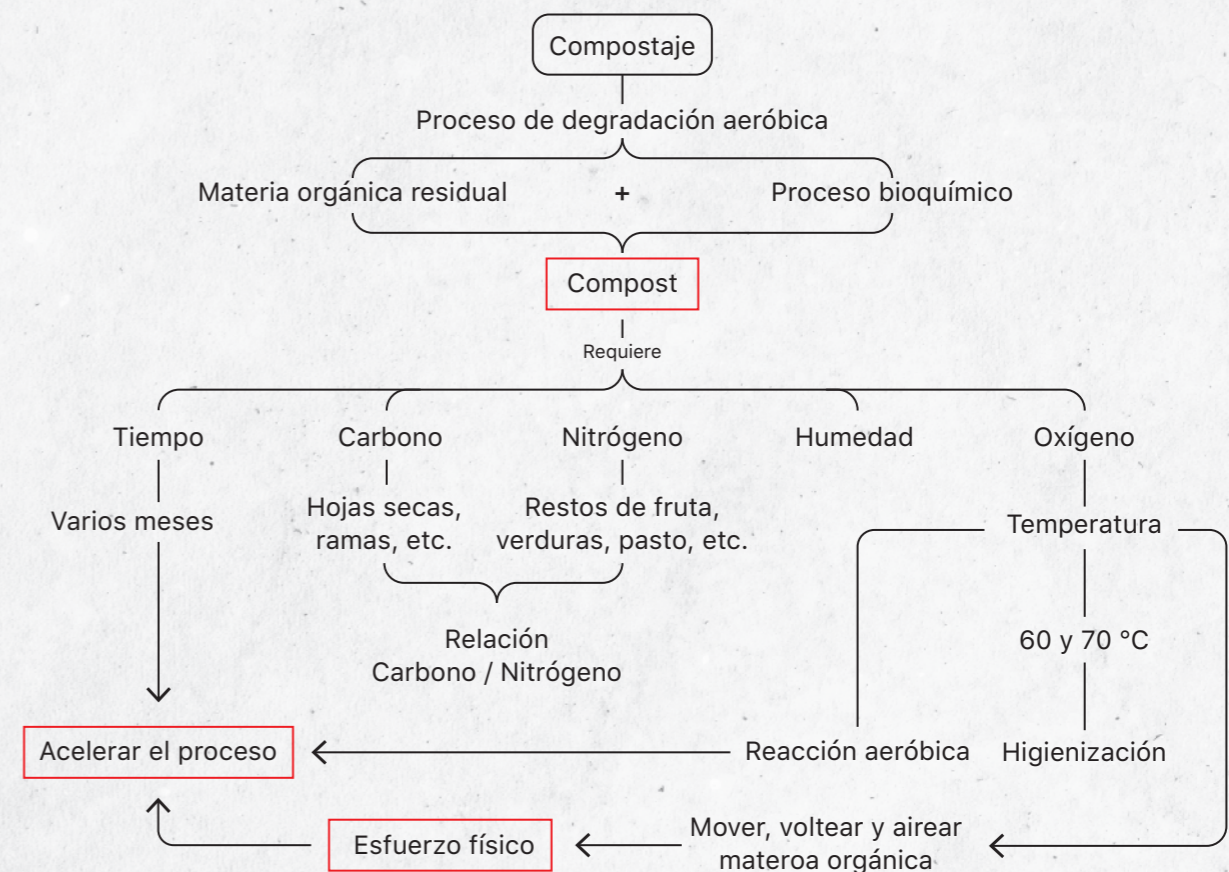 Compostaje
Proceso de degradación aeróbica
Materia orgánica residual + Proceso bioquímico
Compost
Requiere
Tiempo
Carbono
Nitrógeno
Humedad
Oxígeno
Varios meses
Hojas secas,
ramas, etc.
Restos de fruta,
verduras, pasto, etc.
Temperatura
Relación
Carbono / Nitrógeno
60 y 70 °C
Acelerar el proceso
Reacción aeróbica
Higienización
Esfuerzo físico
Mover, voltear y airear
materoa orgánica